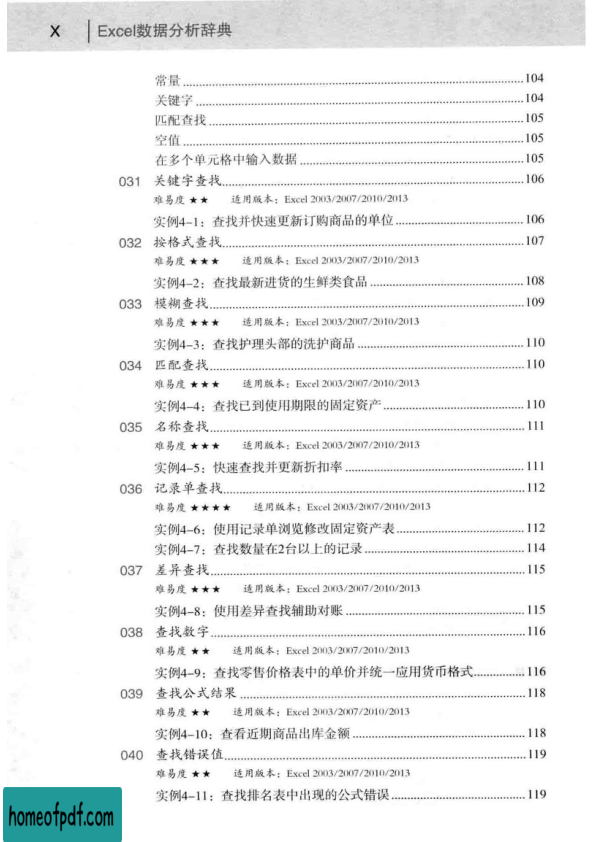 X Excel数据分析辞典
常量 104
关键字 104
匹配查找 105
空值 105
在多个单元格中输入数据 105
031 关键字查找 106
难易度 ★★ 适用版本：Excel 2003/2007/2010/2013
实例4-1：查找并快速更新订购商品的单位 106
032 按格式查找 107
难易度 ★★★ 适用版本：Excel 2003/2007/2010/2013
实例4-2：查找最新进货的生鲜类食品 108
033 模糊查找 109
难易度 ★★★ 适用版本：Excel 2003/2007/2010/2013
实例4-3：查找护理头部的洗护商品 110
034 匹配查找 110
难易度 ★★★ 适用版本：Excel 2003/2007/2010/2013
实例4-4：查找已到使用期限的固定资产 110
035 名称查找 111
难易度 ★★★ 适用版本：Excel 2003/2007/2010/2013
实例4-5：快速查找并更新折扣率 111
036 记录单查找 112
难易度 ★★★★ 适用版本：Excel 2003/2007/2010/2013
实例4-6：使用记录单浏览修改固定资产表 112
实例4-7：查找数量在2台以上的记录 114
037 差异查找 115
难易度 ★★★ 适用版本：Excel 2003/2007/2010/2013
实例4-8：使用差异查找辅助对账 115
038 查找数字 116
难易度 ★★ 适用版本：Excel 2003/2007/2010/2013
实例4-9：查找零售价格表中的单价并统一应用货币格式 116
039 查找公式结果 118
难易度 ★★ 适用版本：Excel 2003/2007/2010/2013
实例4-10：查看近期商品出库金额 118
040 查找错误值 119
难易度 ★★ 适用版本：Excel 2003/2007/2010/2013
实例4-11：查找排名表中出现的公式错误 119
homeofpdf.com